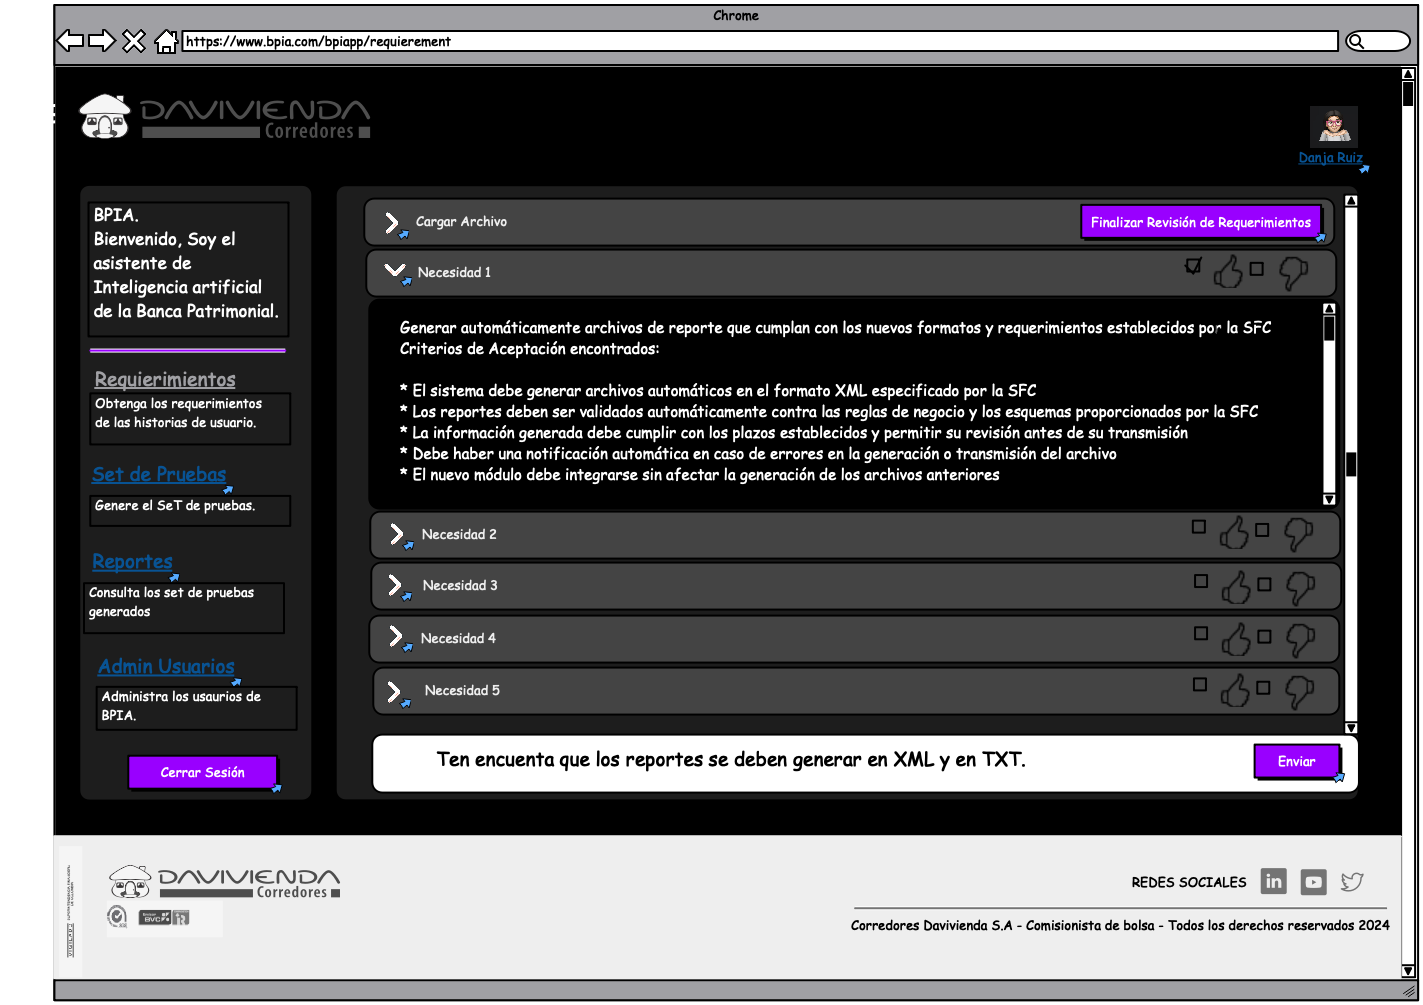 Chrome
https://www.bpia.com/bpiapp/requierement
DAVIVIENDA
Corredores
Danja Ruiz
BPIA.
Bienvenido, Soy el
asistente de
Inteligencia artificial
de la Banca Patrimonial.
Requierimientos
Obtenga los requerimientos
de las historias de usuario.
Set de Pruebas
Genere el SeT de pruebas.
Reportes
Consulta los set de pruebas
generados
Admin Usuarios
Administra los usaurios de
BPIA.
Cerrar Sesión
Cargar Archivo
Finalizar Revisión de Requerimientos
Necesidad 1
Generar automáticamente archivos de reporte que cumplan con los nuevos formatos y requerimientos establecidos por la SFC
Criterios de Aceptación encontrados:
* El sistema debe generar archivos automáticos en el formato XML especificado por la SFC
* Los reportes deben ser validados automáticamente contra las reglas de negocio y los esquemas proporcionados por la SFC
* La información generada debe cumplir con los plazos establecidos y permitir su revisión antes de su transmisión
* Debe haber una notificación automática en caso de errores en la generación o transmisión del archivo
* El nuevo módulo debe integrarse sin afectar la generación de los archivos anteriores
Necesidad 2
Necesidad 3
Necesidad 4
Necesidad 5
Ten encuenta que los reportes se deben generar en XML y en TXT.
Enviar
DAVIVIENDA
Corredores
BVC
IR
VIGILADO
REDES SOCIALES
in
Corredores Davivienda S.A - Comisionista de bolsa - Todos los derechos reservados 2024